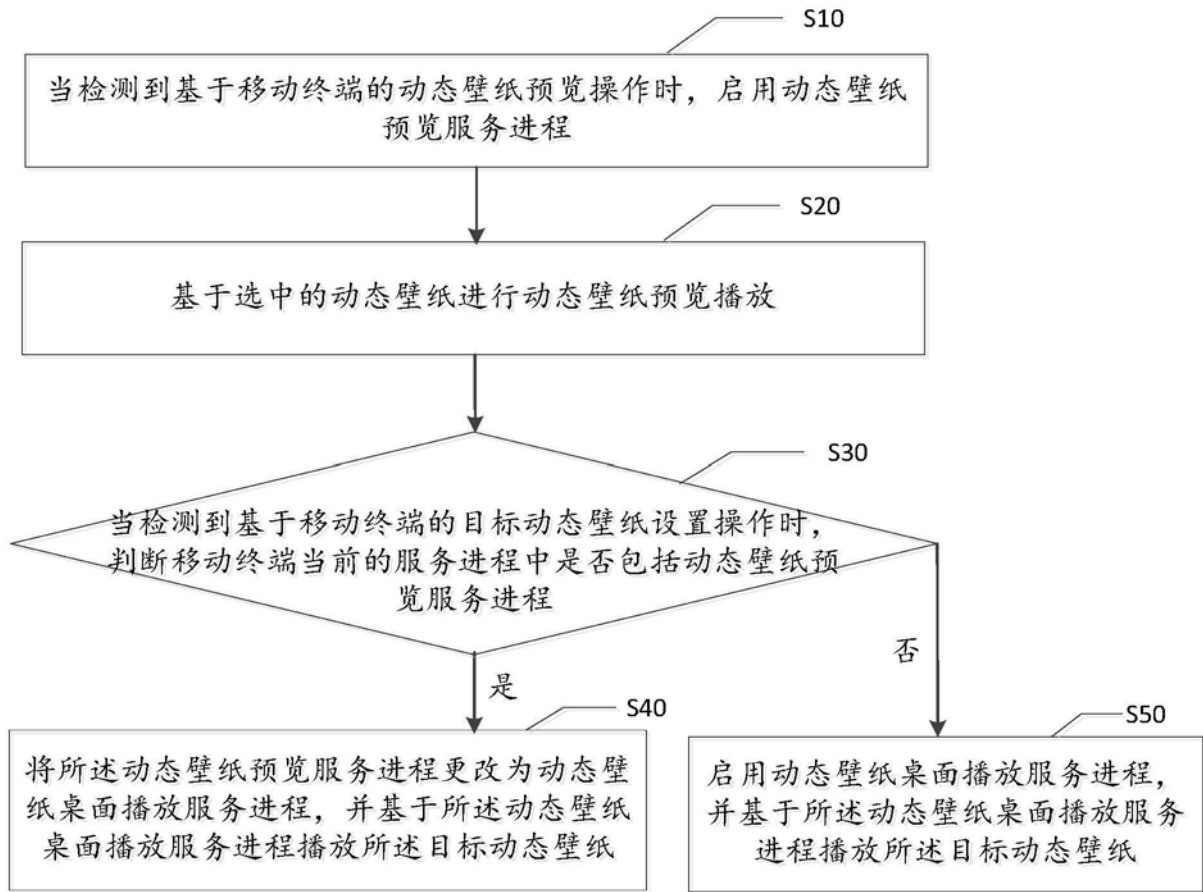 S10
当检测到基于移动终端的动态壁纸预览操作时，启用动态壁纸
预览服务进程
S20
基于选中的动态壁纸进行动态壁纸预览播放
S30
当检测到基于移动终端的目标动态壁纸设置操作时，
判断移动终端当前的服务进程中是否包括动态壁纸预
览服务进程
是
否
S40
将所述动态壁纸预览服务进程更改为动态壁
纸桌面播放服务进程，并基于所述动态壁纸
桌面播放服务进程播放所述目标动态壁纸
S50
启用动态壁纸桌面播放服务进程，
并基于所述动态壁纸桌面播放服务
进程播放所述目标动态壁纸